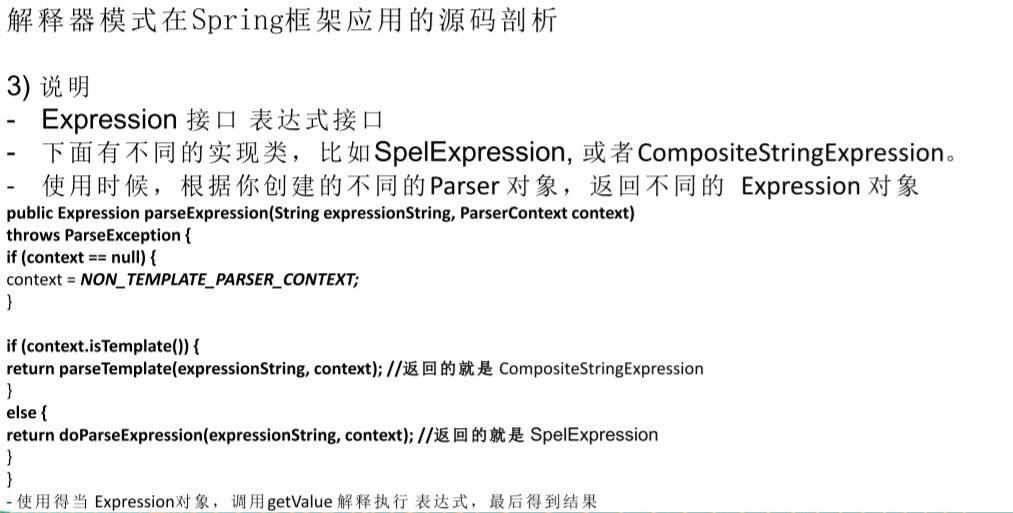 解释器模式在Spring框架应用的源码剖析
3) 说明
- Expression 接口 表达式接口
- 下面有不同的实现类，比如SpelExpression, 或者CompositeStringExpression。
- 使用时候，根据你创建的不同的Parser 对象，返回不同的 Expression 对象
public Expression parseExpression(String expressionString, ParserContext context)
throws ParseException {
if (context == null) {
context = NON_TEMPLATE_PARSER_CONTEXT;
}
if (context.isTemplate()) {
return parseTemplate(expressionString, context); //返回的就是 CompositeStringExpression
}
else {
return doParseExpression(expressionString, context); //返回的就是 SpelExpression
}
}
- 使用得当 Expression对象，调用getValue 解释执行 表达式，最后得到结果